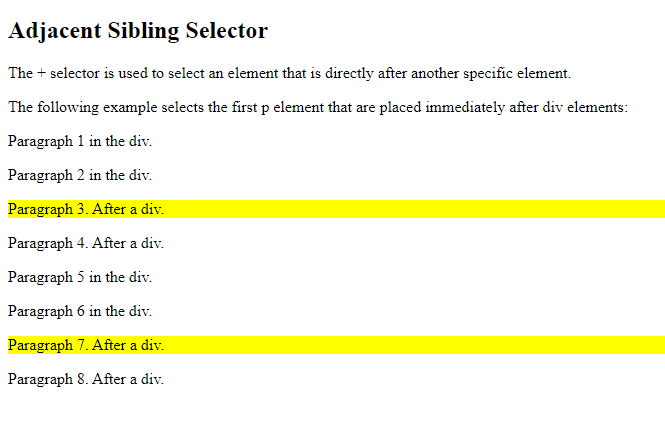 Adjacent Sibling Selector
The + selector is used to select an element that is directly after another specific element.
The following example selects the first p element that are placed immediately after div elements:
Paragraph 1 in the div.
Paragraph 2 in the div.
Paragraph 3. After a div.
Paragraph 4. After a div.
Paragraph 5 in the div.
Paragraph 6 in the div.
Paragraph 7. After a div.
Paragraph 8. After a div.